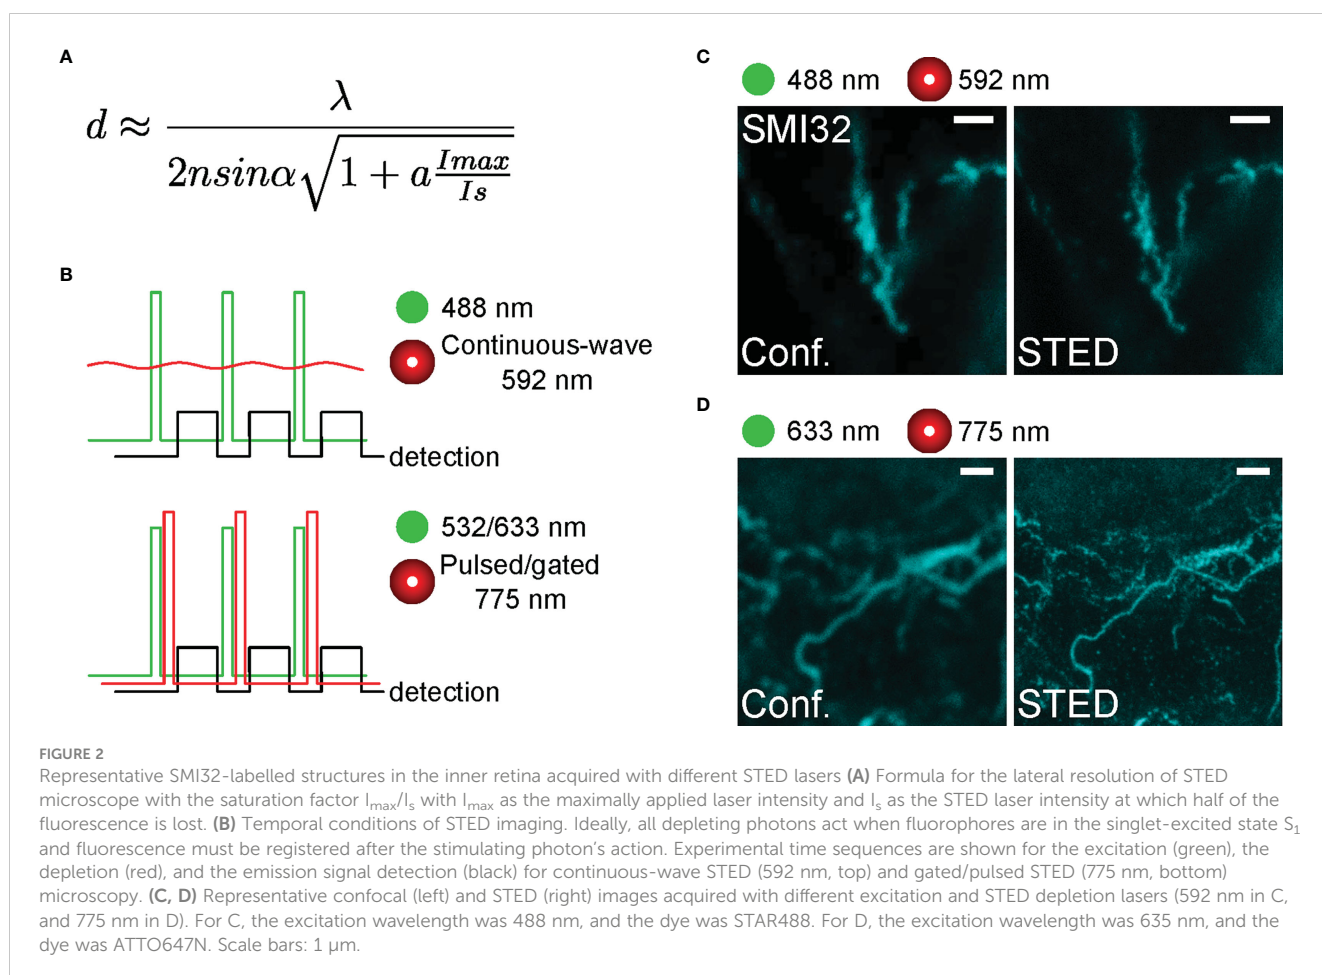 A
d ≈ λ / 2nsinα√1 + a Imax/Is
B
488 nm
Continuous-wave
592 nm
detection
532/633 nm
Pulsed/gated
775 nm
detection
C
488 nm 592 nm
SMI32
Conf. STED
D
633 nm 775 nm
Conf. STED
FIGURE 2
Representative SMI32-labelled structures in the inner retina acquired with different STED lasers (A) Formula for the lateral resolution of STED
microscope with the saturation factor Imax/Is with Imax as the maximally applied laser intensity and Is as the STED laser intensity at which half of the
fluorescence is lost. (B) Temporal conditions of STED imaging. Ideally, all depleting photons act when fluorophores are in the singlet-excited state S1
and fluorescence must be registered after the stimulating photon's action. Experimental time sequences are shown for the excitation (green), the
depletion (red), and the emission signal detection (black) for continuous-wave STED (592 nm, top) and gated/pulsed STED (775 nm, bottom)
microscopy. (C, D) Representative confocal (left) and STED (right) images acquired with different excitation and STED depletion lasers (592 nm in C,
and 775 nm in D). For C, the excitation wavelength was 488 nm, and the dye was STAR488. For D, the excitation wavelength was 635 nm, and the
dye was ATTO647N. Scale bars: 1 μm.